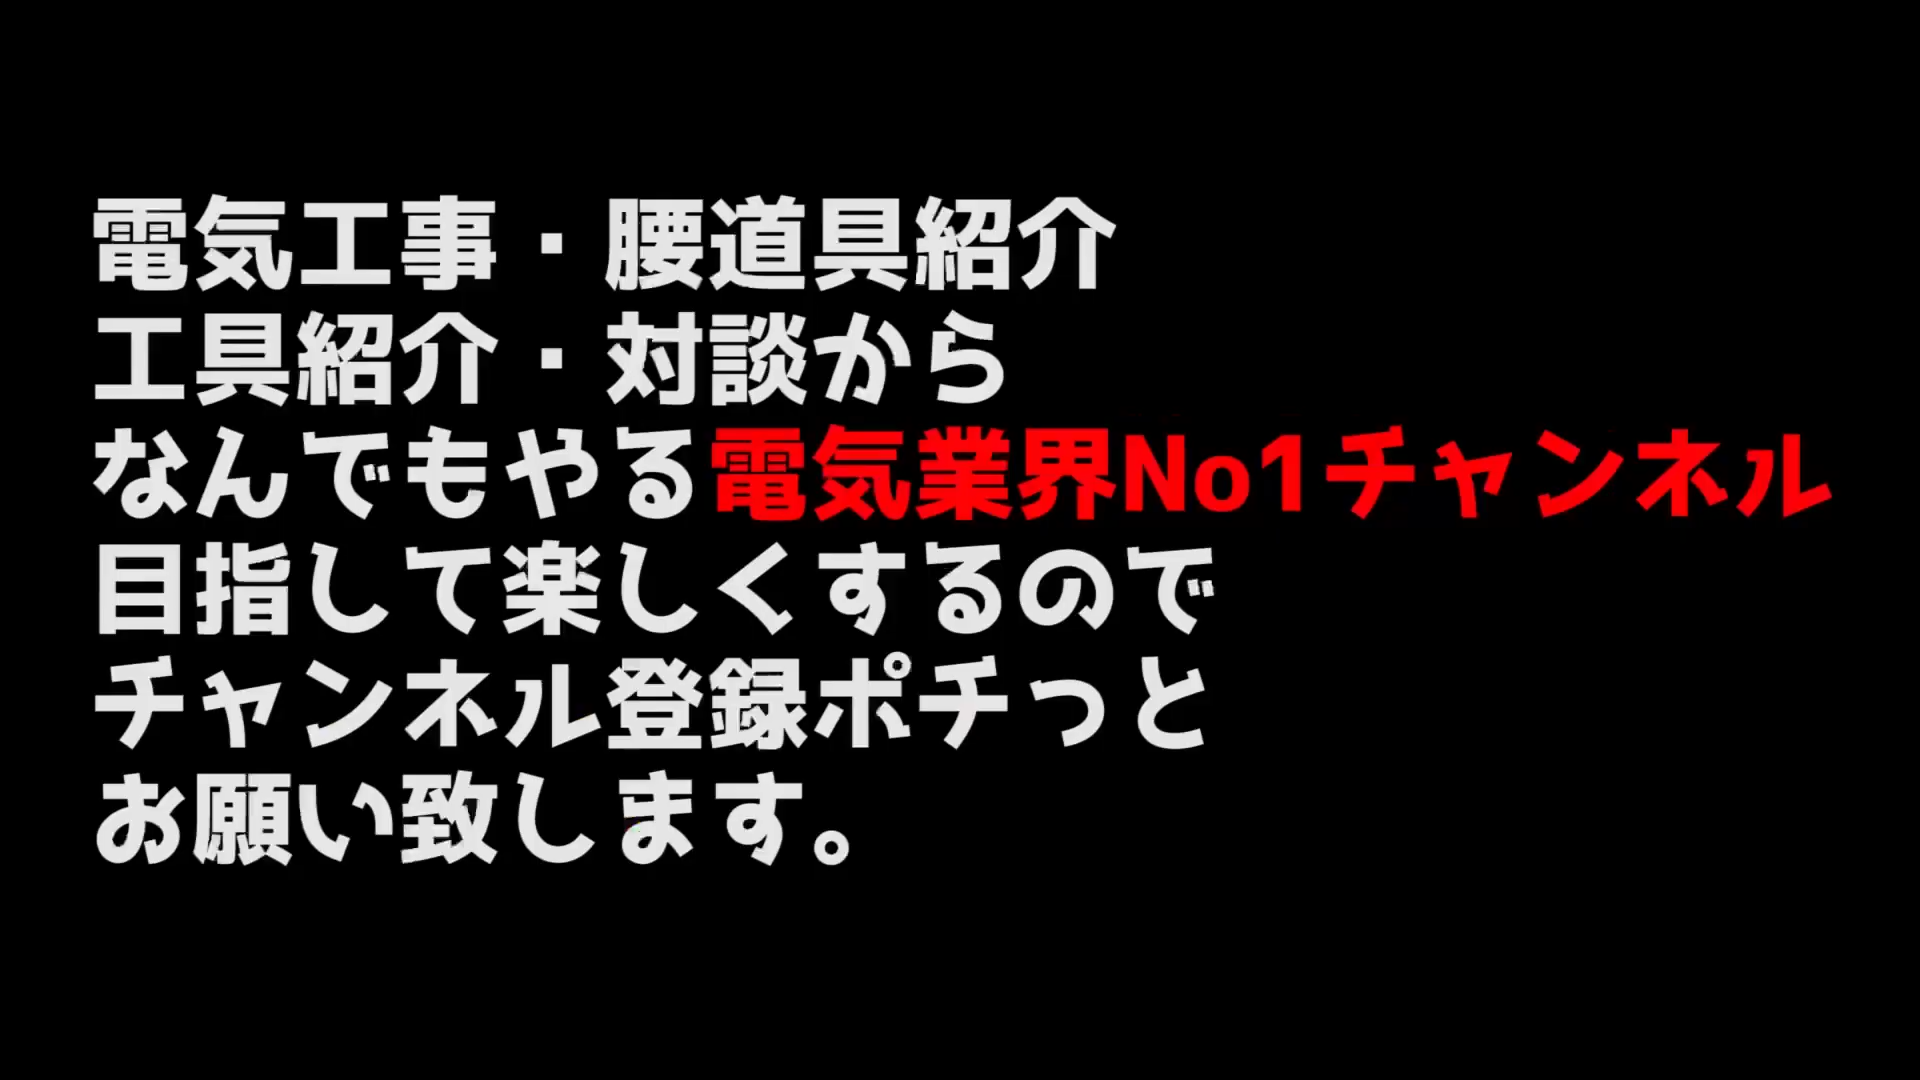 電気工事・腰道具紹介
工具紹介・対談から
なんでもやる電気業界No1チャンネル
目指して楽しくするので
チャンネル登録ポチっと
お願い致します。